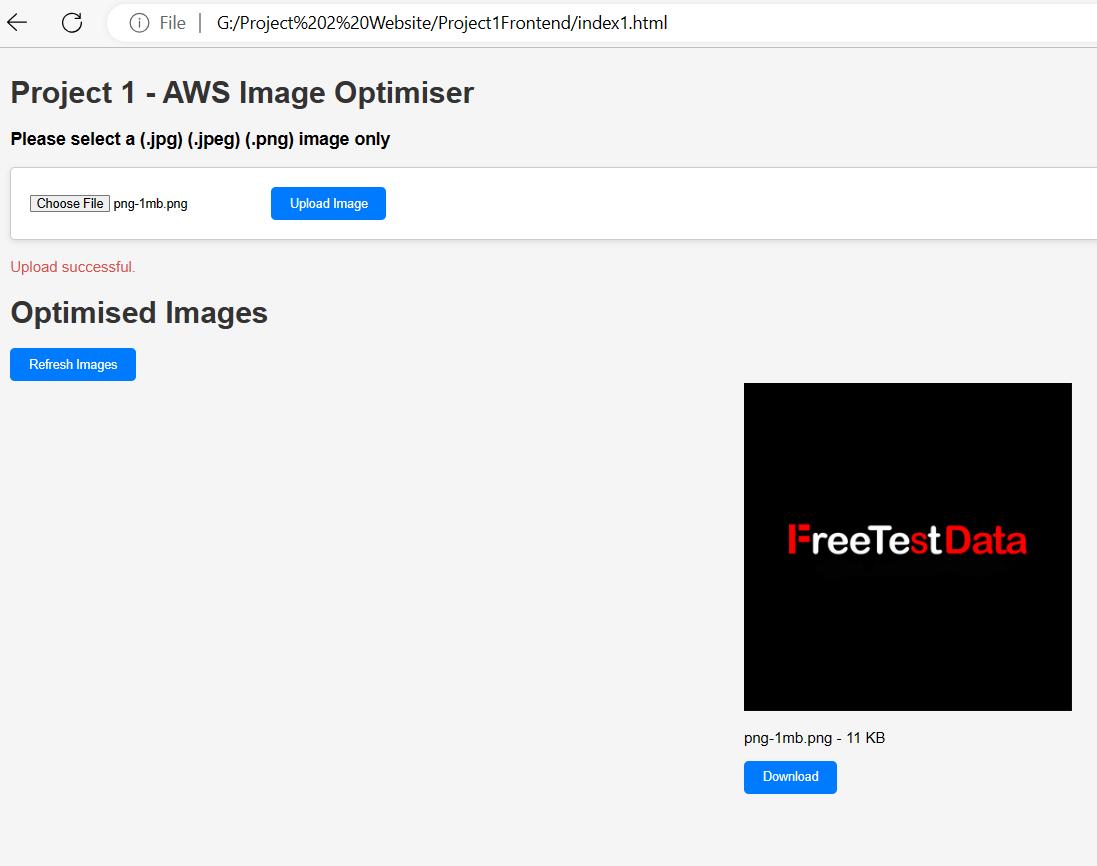 File | G:/Project%202%20Website/Project1Frontend/index1.html
Project 1 - AWS Image Optimiser
Please select a (.jpg) (.jpeg) (.png) image only
Choose File png-1mb.png Upload Image
Upload successful.
Optimised Images
Refresh Images
FreeTestData
png-1mb.png - 11 KB
Download